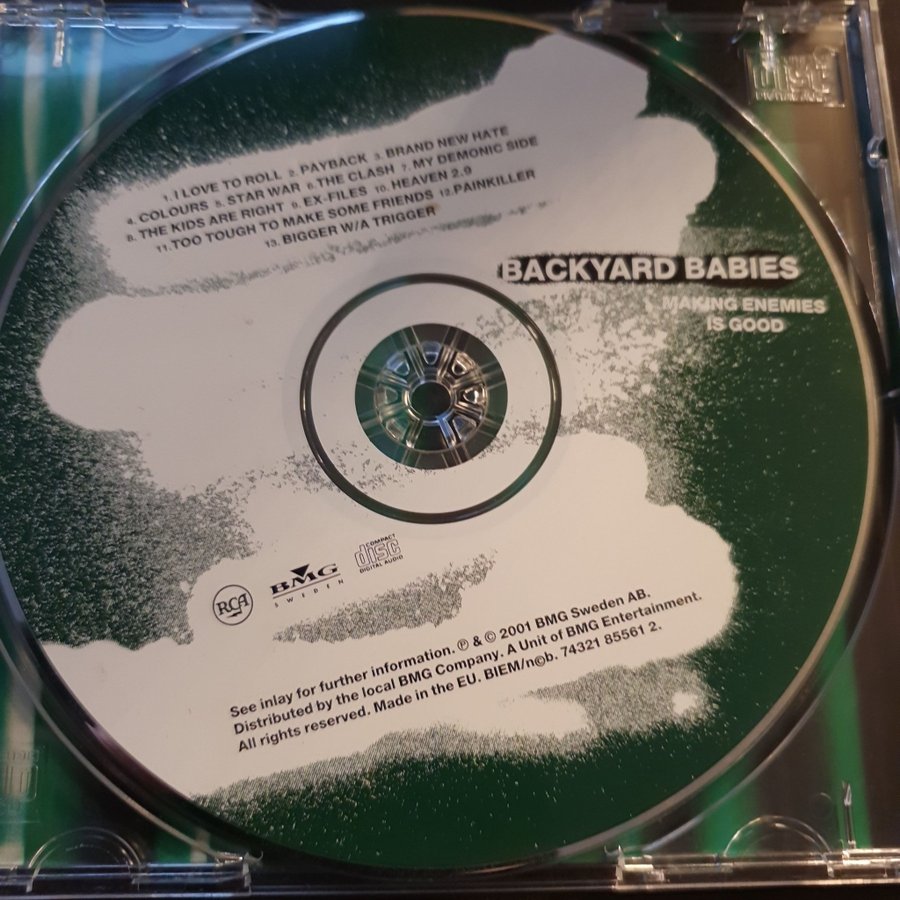 1. I LOVE TO ROLL 2. PAYBACK 3. BRAND NEW HATE
4. COLOURS 5. STAR WAR 6. THE CLASH 7. MY DEMONIC SIDE
8. THE KIDS ARE RIGHT 9. EX-FILES 10. HEAVEN 2.9
11. TOO TOUGH TO MAKE SOME FRIENDS 12. PAINKILLER
13. BIGGER W/A TRIGGER
BACKYARD BABIES
MAKING ENEMIES
IS GOOD
RCA
BMG
SWEDEN
COMPACT
disc
DIGITAL AUDIO
See inlay for further information. ℗ & © 2001 BMG Sweden AB.
Distributed by the local BMG Company. A Unit of BMG Entertainment.
All rights reserved. Made in the EU. BIEM/n©b. 74321 85561 2.